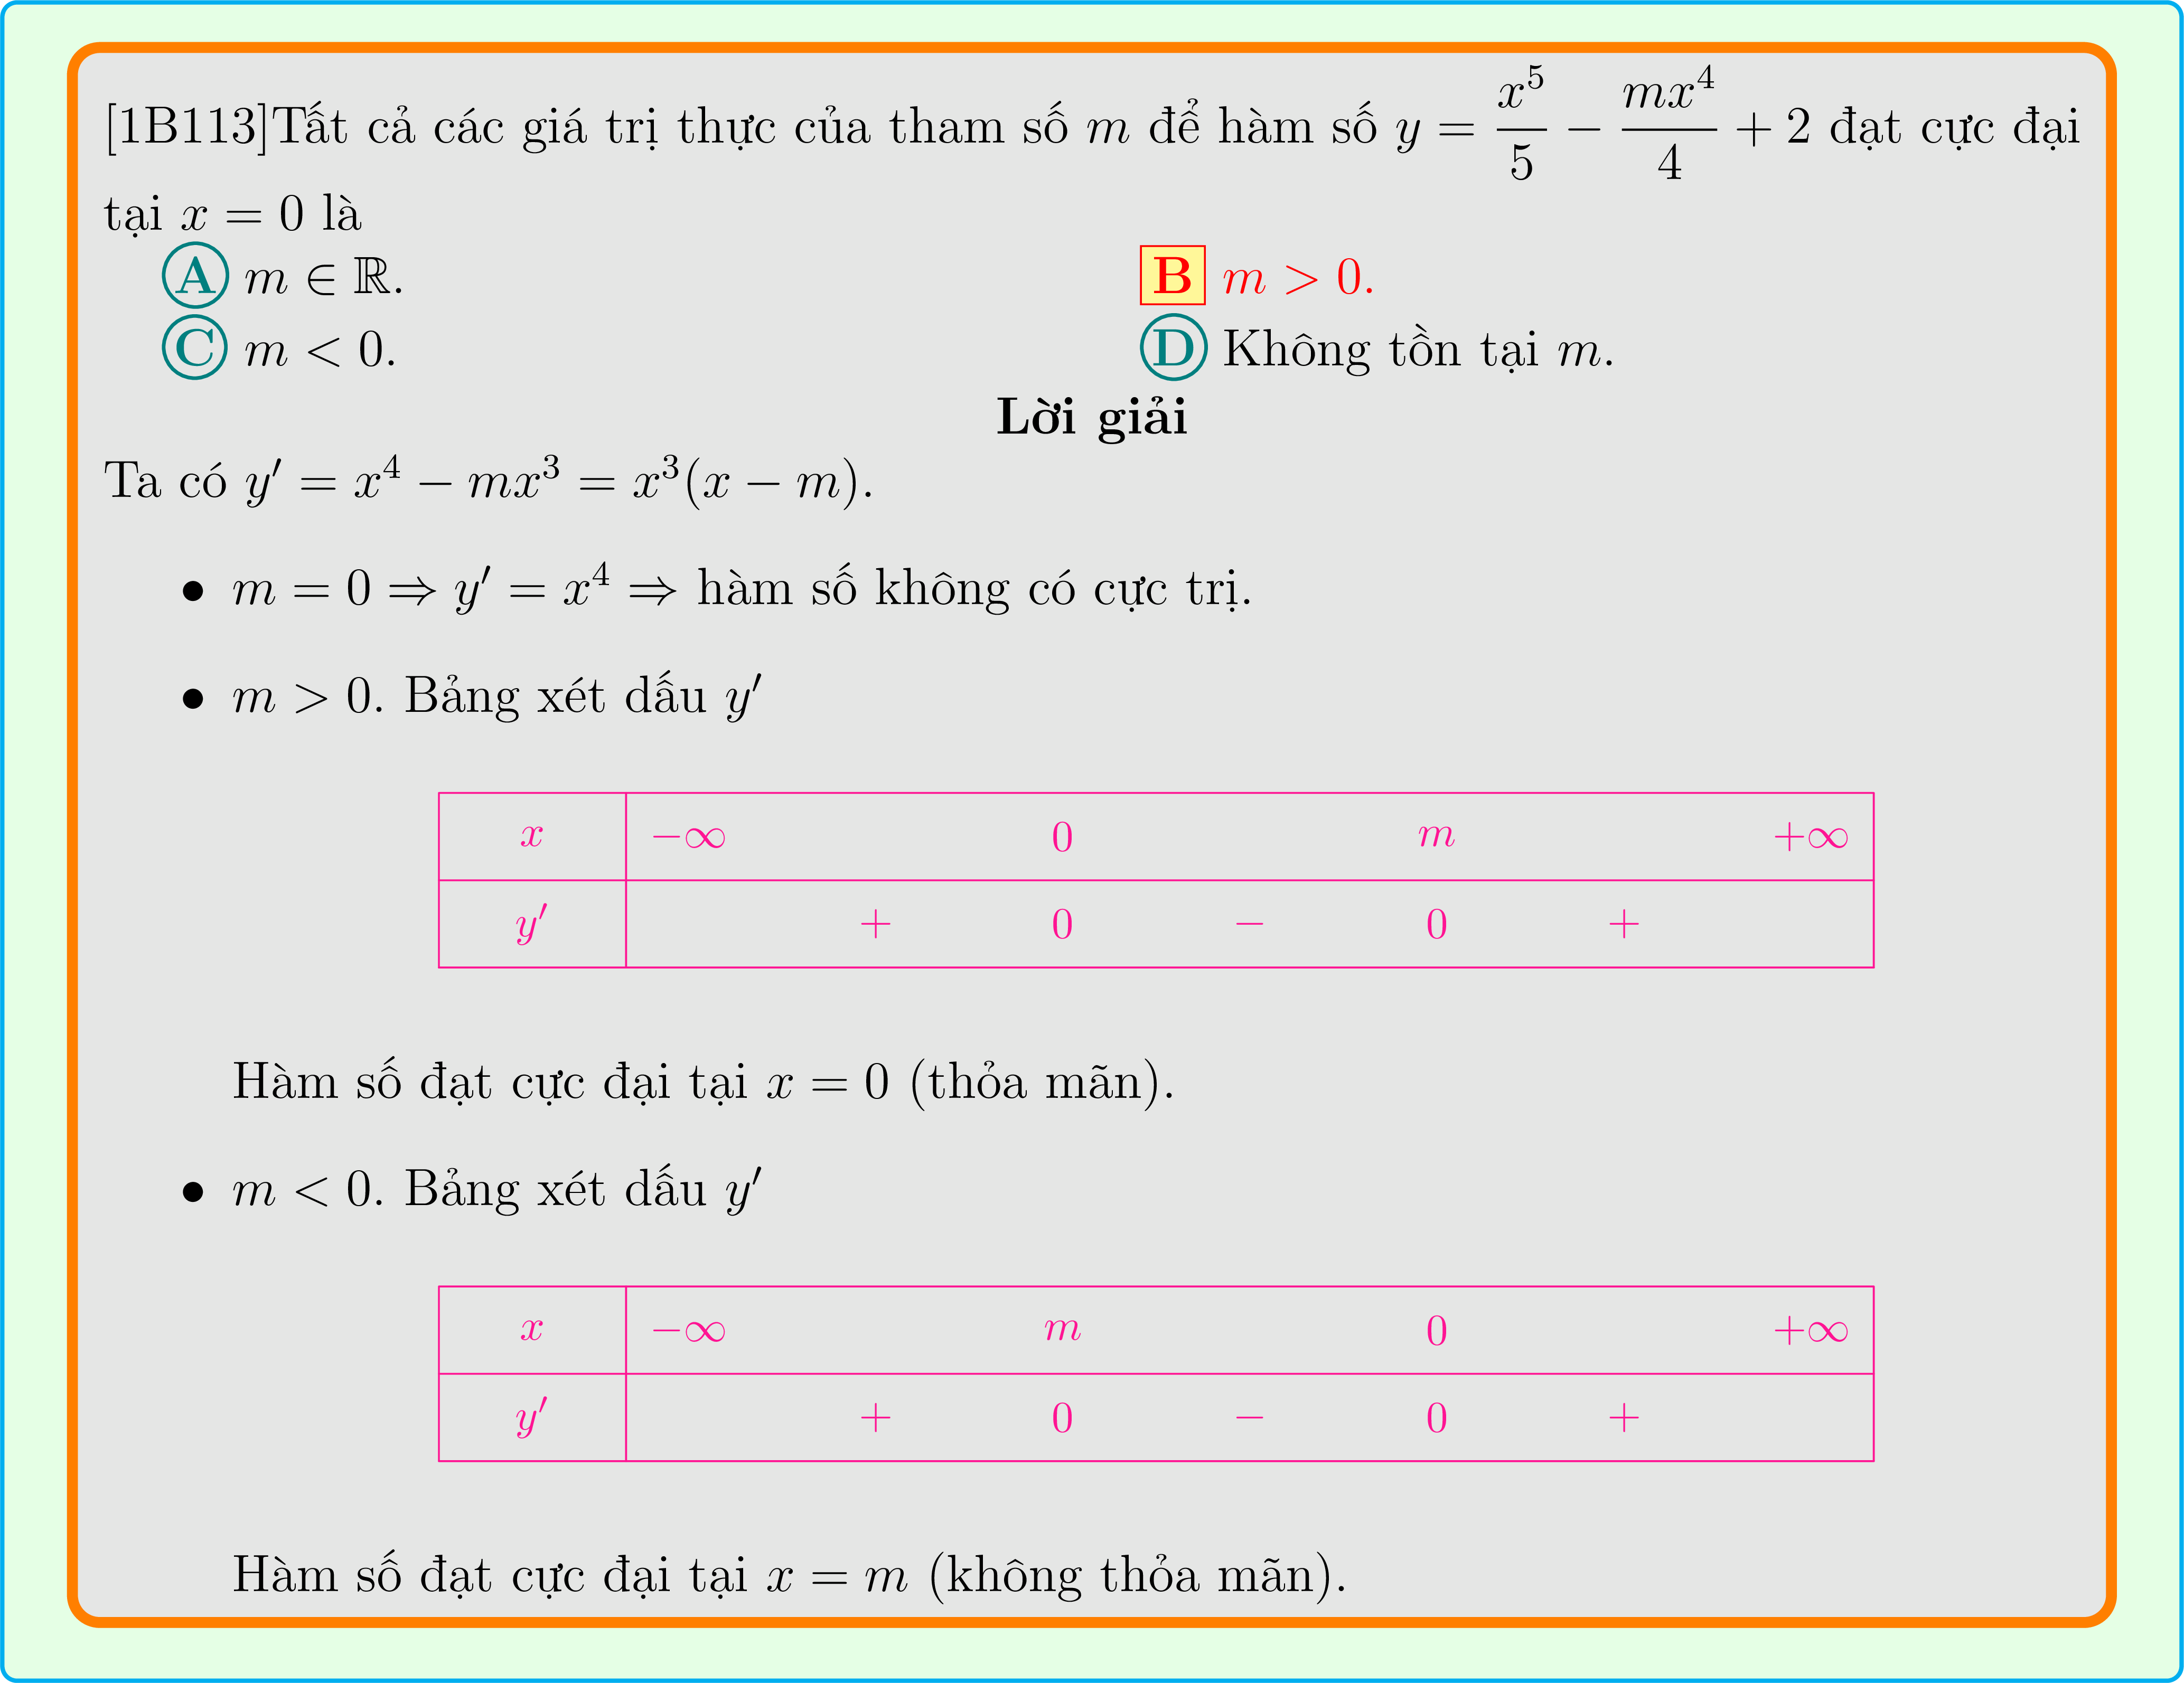 [1B113]Tất cả các giá trị thực của tham số $m$ để hàm số $y = \dfrac{x^5}{5} - \dfrac{mx^4}{4} + 2$ đạt cực đại
tại $x = 0$ là
A $m \in \mathbb{R}$. B $m > 0$.
C $m < 0$. D Không tồn tại $m$.
Lời giải
Ta có $y' = x^4 - mx^3 = x^3(x - m)$.
• $m = 0 \Rightarrow y' = x^4 \Rightarrow$ hàm số không có cực trị.
• $m > 0$. Bảng xét dấu $y'$
$x$ $-\infty$ $0$ $m$ $+\infty$
$y'$ $+$ $0$ $-$ $0$ $+$
Hàm số đạt cực đại tại $x = 0$ (thỏa mãn).
• $m < 0$. Bảng xét dấu $y'$
$x$ $-\infty$ $m$ $0$ $+\infty$
$y'$ $+$ $0$ $-$ $0$ $+$
Hàm số đạt cực đại tại $x = m$ (không thỏa mãn).